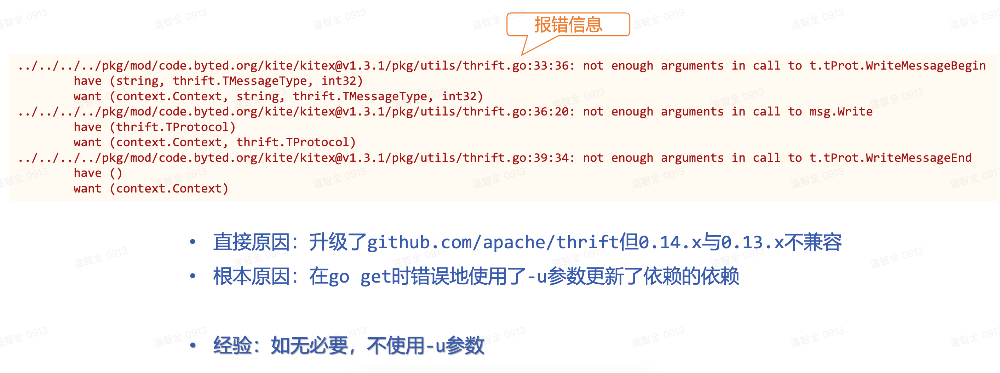 报错信息
../../../../pkg/mod/code.byted.org/kite/kitex@v1.3.1/pkg/utils/thrift.go:33:36: not enough arguments in call to t.tProt.WriteMessageBegin
have (string, thrift.TMessageType, int32)
want (context.Context, string, thrift.TMessageType, int32)
../../../../pkg/mod/code.byted.org/kite/kitex@v1.3.1/pkg/utils/thrift.go:36:20: not enough arguments in call to msg.Write
have (thrift.TProtocol)
want (context.Context, thrift.TProtocol)
../../../../pkg/mod/code.byted.org/kite/kitex@v1.3.1/pkg/utils/thrift.go:39:34: not enough arguments in call to t.tProt.WriteMessageEnd
have ()
want (context.Context)
• 直接原因：升级了github.com/apache/thrift但0.14.x与0.13.x不兼容
• 根本原因：在go get时错误地使用了-u参数更新了依赖的依赖
• 经验：如无必要，不使用-u参数
温智全 0913